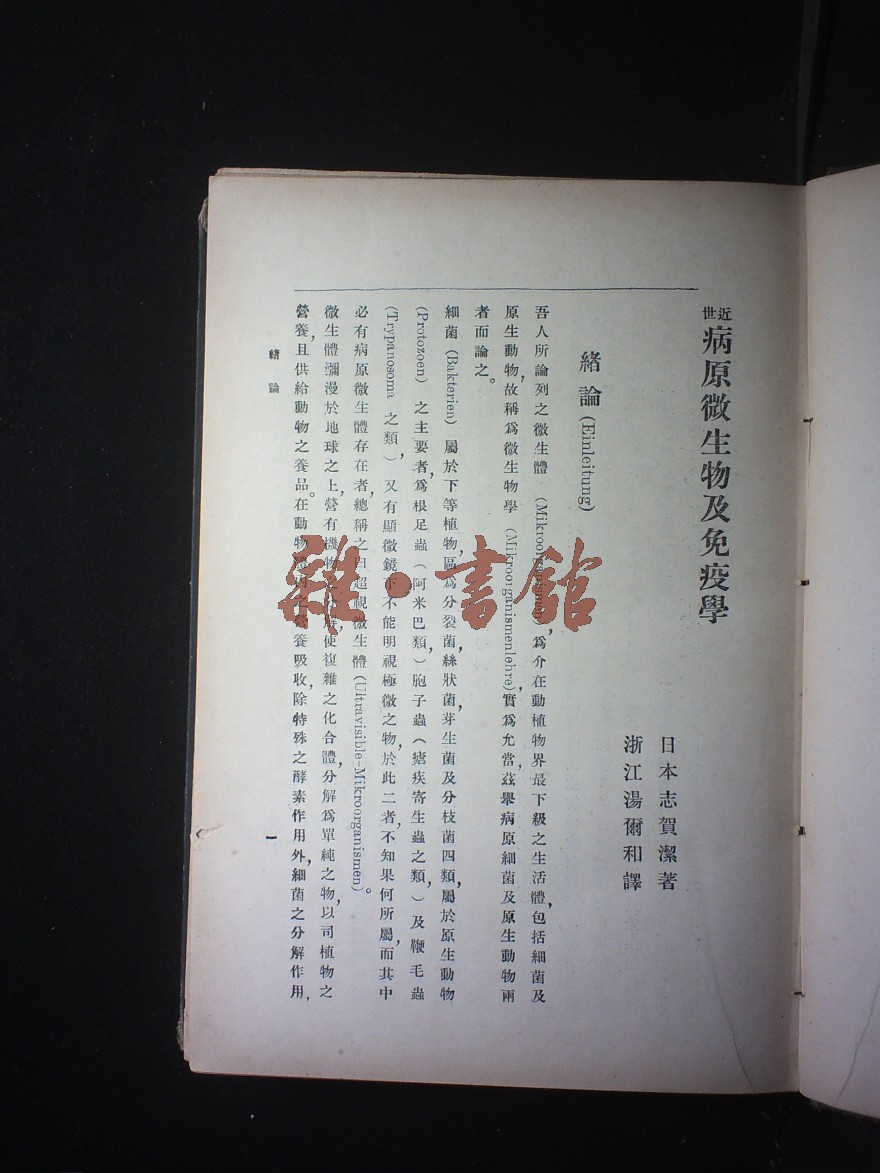 近世病原微生物及免疫學
日本志賀潔著
浙江湯爾和譯
緒論(Einleitung)
吾人所論列之微生體(Mikroorganismen),爲介在動植物界最下級之生活體,包括細菌及
原生動物,故稱爲微生物學(Mikroorganismenlehre),實爲允當,茲舉病原細菌及原生動物兩
者而論之。
細菌(Bakterien)屬於下等植物,區爲分裂菌,絲狀菌,芽生菌及分枝菌四類,屬於原生動物
(Protozoen)之主要者,爲根足蟲(阿米巴類)胞子蟲(瘧疾寄生蟲之類,)及鞭毛蟲
(Trypanosoma之類),又有顯微鏡下不能明視極微之物,於此二者,不知果何所屬,而其中
必有病原微生體存在者,總稱之曰超視微生體(Ultravisible-Mikroorganismen)。
微生體瀰漫於地球之上,營有機物之分解,使複雜之化合體,分解爲單純之物,以司植物之
營養,且供給動物之養品。在動物營養吸收,除特殊之酵素作用外,細菌之分解作用,
緒論
一
雜·書館